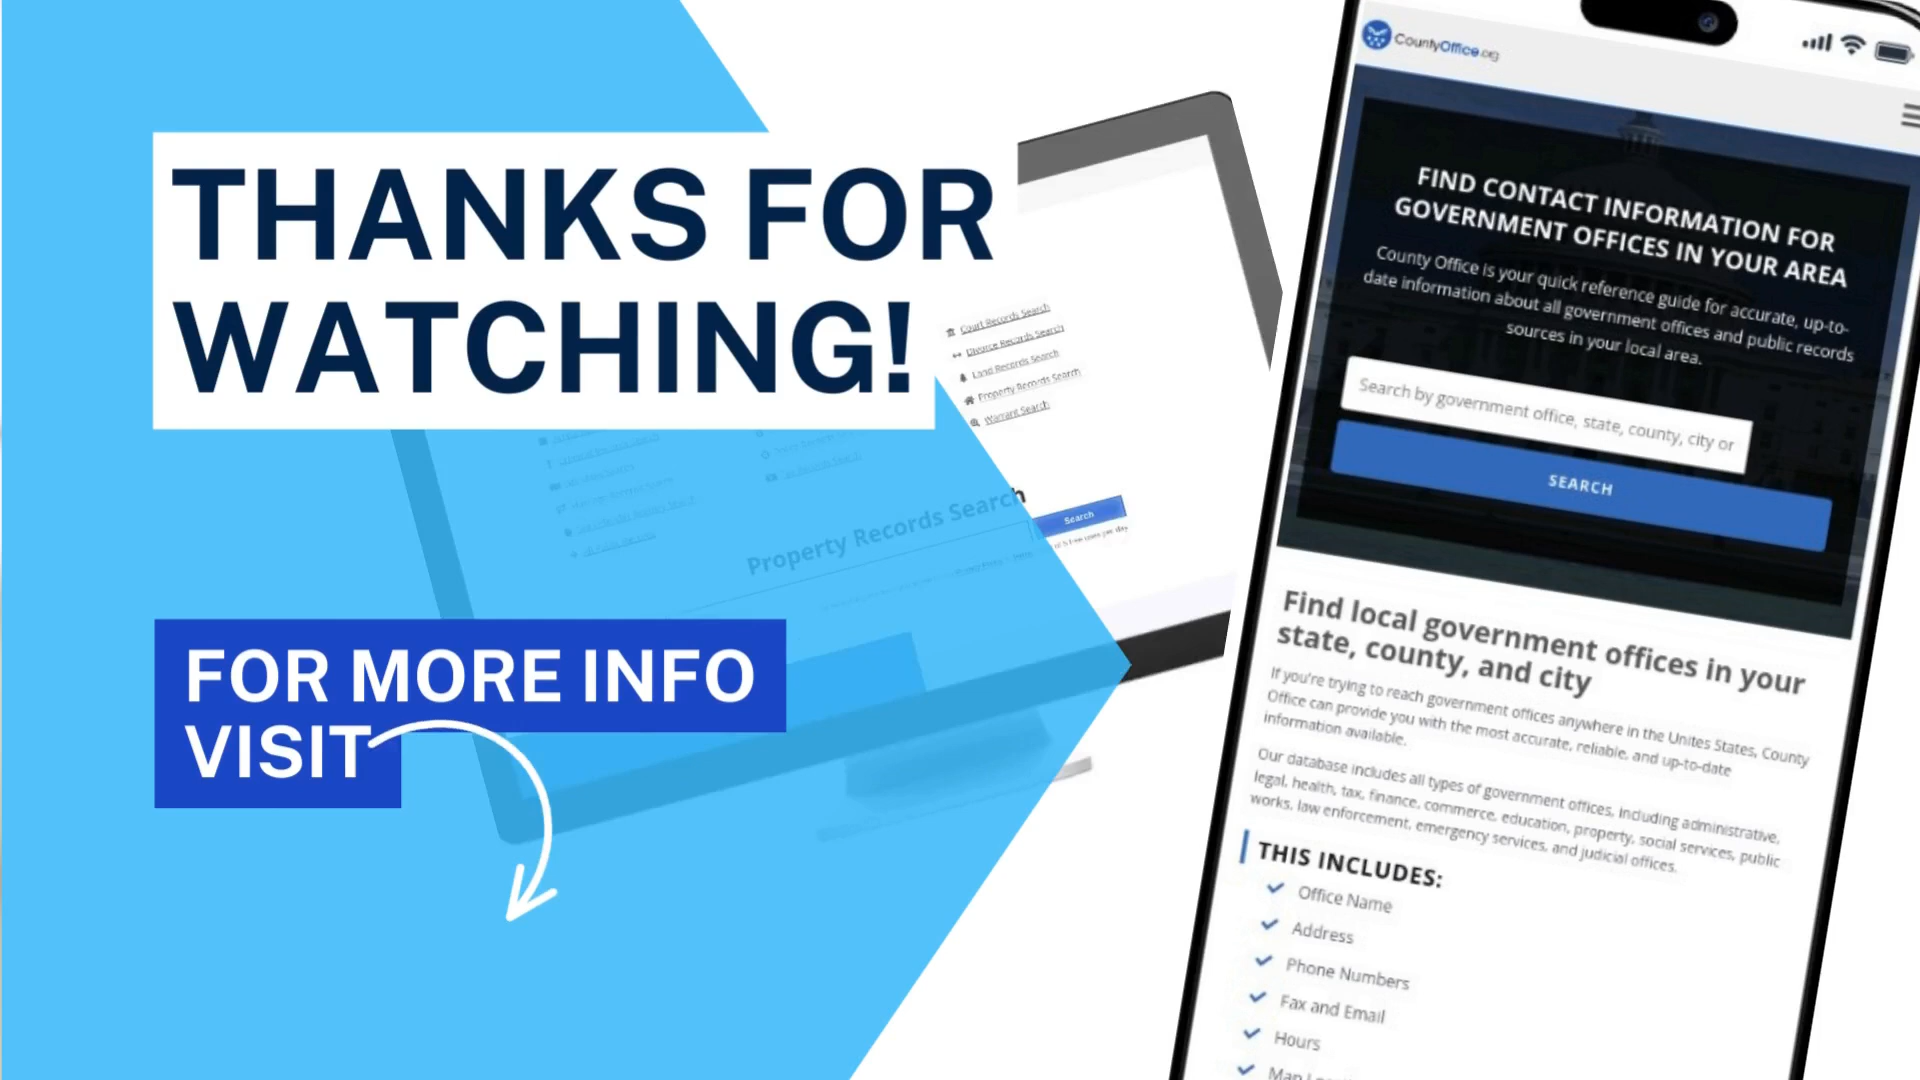 THANKS FOR
WATCHING!
FOR MORE INFO
VISIT
Court Records Search
Divorce Records Search
Land Records Search
Property Records Search
Warrant Search
Property Records Search
Search
CountyOffice.org
FIND CONTACT INFORMATION FOR
GOVERNMENT OFFICES IN YOUR AREA
County Office is your quick reference guide for accurate, up-to-
date information about all government offices and public records
sources in your local area.
Search by government office, state, county, city or
SEARCH
Find local government offices in your
state, county, and city
If you're trying to reach government offices anywhere in the Unites States, County
Office can provide you with the most accurate, reliable, and up-to-date
information available.
Our database includes all types of government offices, including administrative,
legal, health, tax, finance, commerce, education, property, social services, public
works, law enforcement, emergency services, and judicial offices.
THIS INCLUDES:
Office Name
Address
Phone Numbers
Fax and Email
Hours